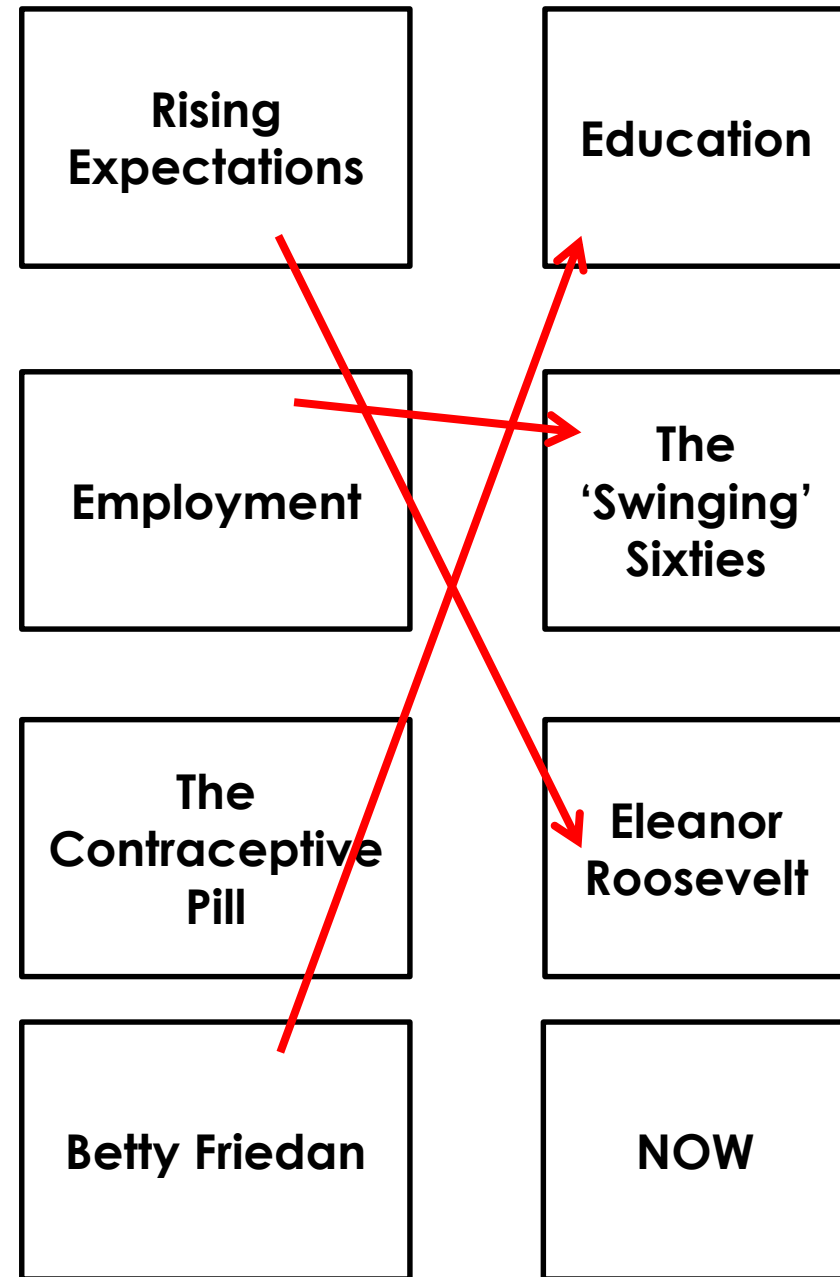 Rising
Expectations
Education
Employment
The
‘Swinging’
Sixties
The
Contraceptive
Pill
Eleanor
Roosevelt
Betty Friedan
NOW